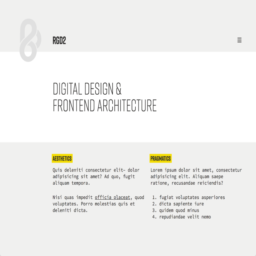 RGD2
DIGITAL DESIGN &
FRONTEND ARCHITECTURE
AESTHETICS
Quis deleniti consectetur elit- dolor
adipisicing sit amet? Ad quo, fugit
aliquam tempora.
Nisi quas impedit officia placeat, quod
voluptates. Porro molestias quis et
deleniti dicta.
PRAGMATICS
Lorem ipsum dolor sit amet, consectetur
adipisicing elit. Aliquam saepe
ratione, recusandae reiciendis?
1. fugiat voluptates asperiores
2. dicta sapiente iure
3. quidem quod minus
4. repudiandae velit nemo